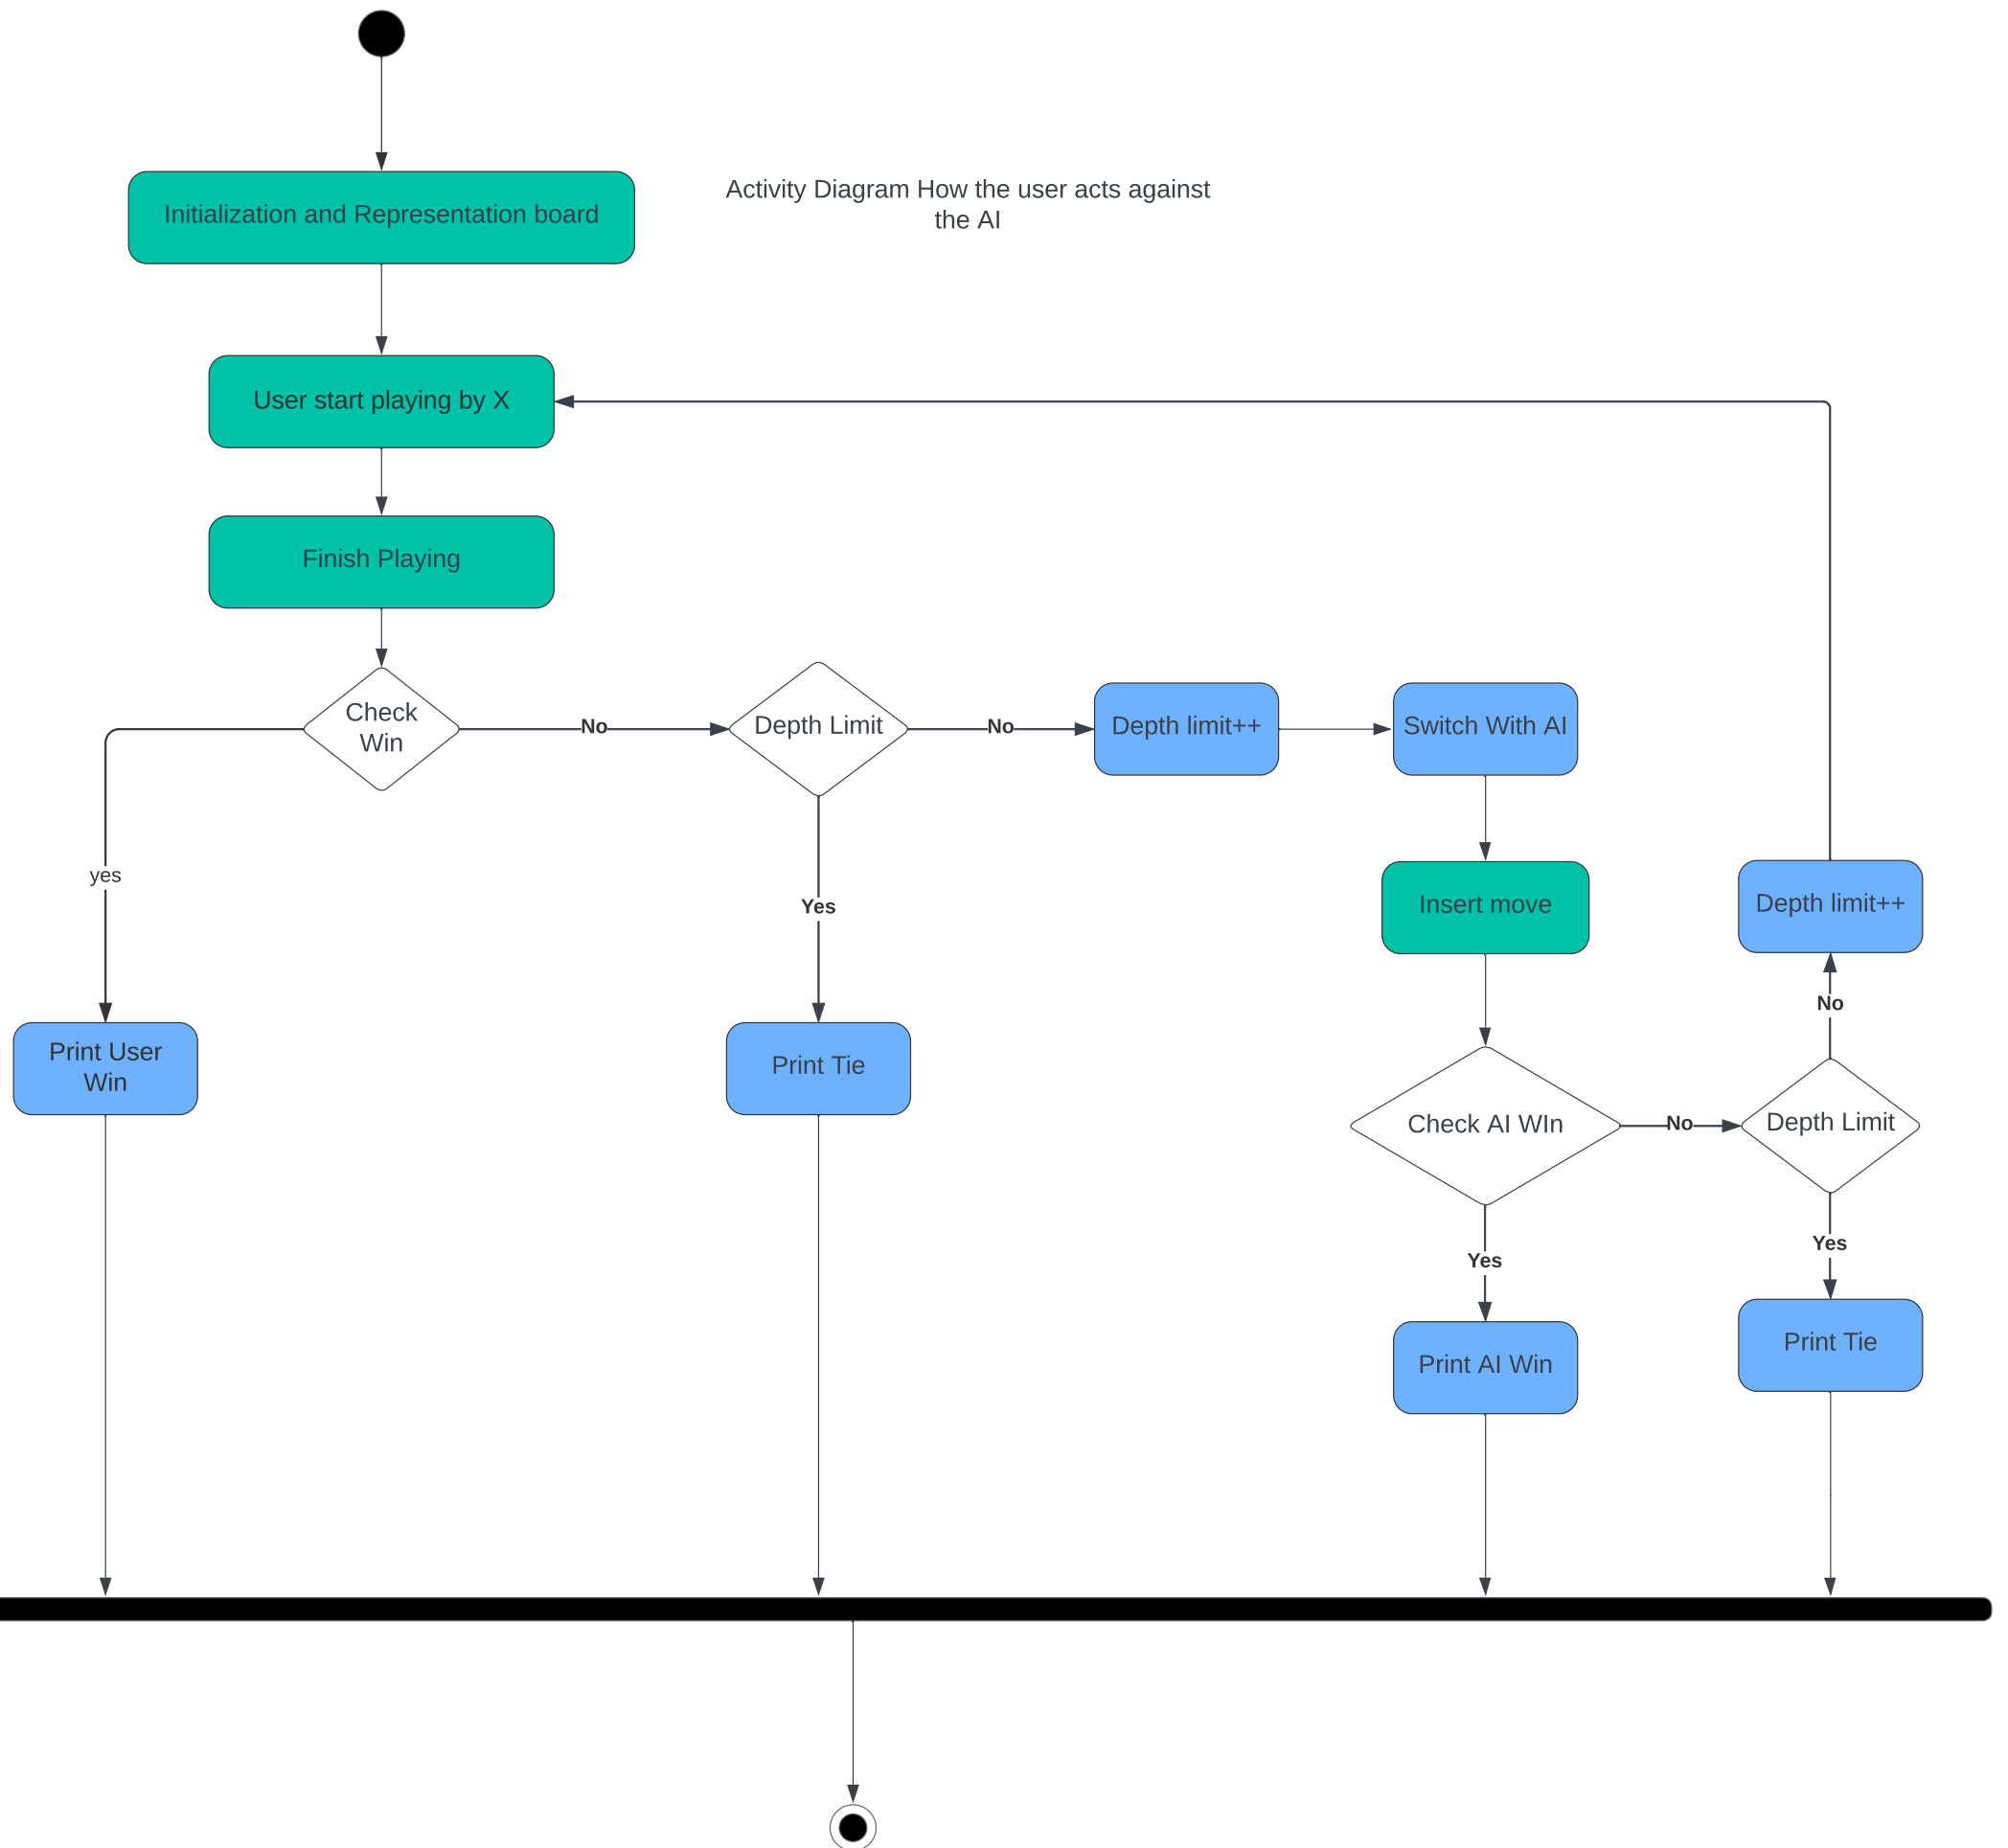 Activity Diagram How the user acts against
the AI
Initialization and Representation board
User start playing by X
Finish Playing
Check
Win
No
Depth Limit
No
Depth limit++
Switch With AI
yes
Yes
Insert move
Depth limit++
No
Print User
Win
Print Tie
Check AI WIn
No
Depth Limit
Yes
Yes
Print AI Win
Print Tie